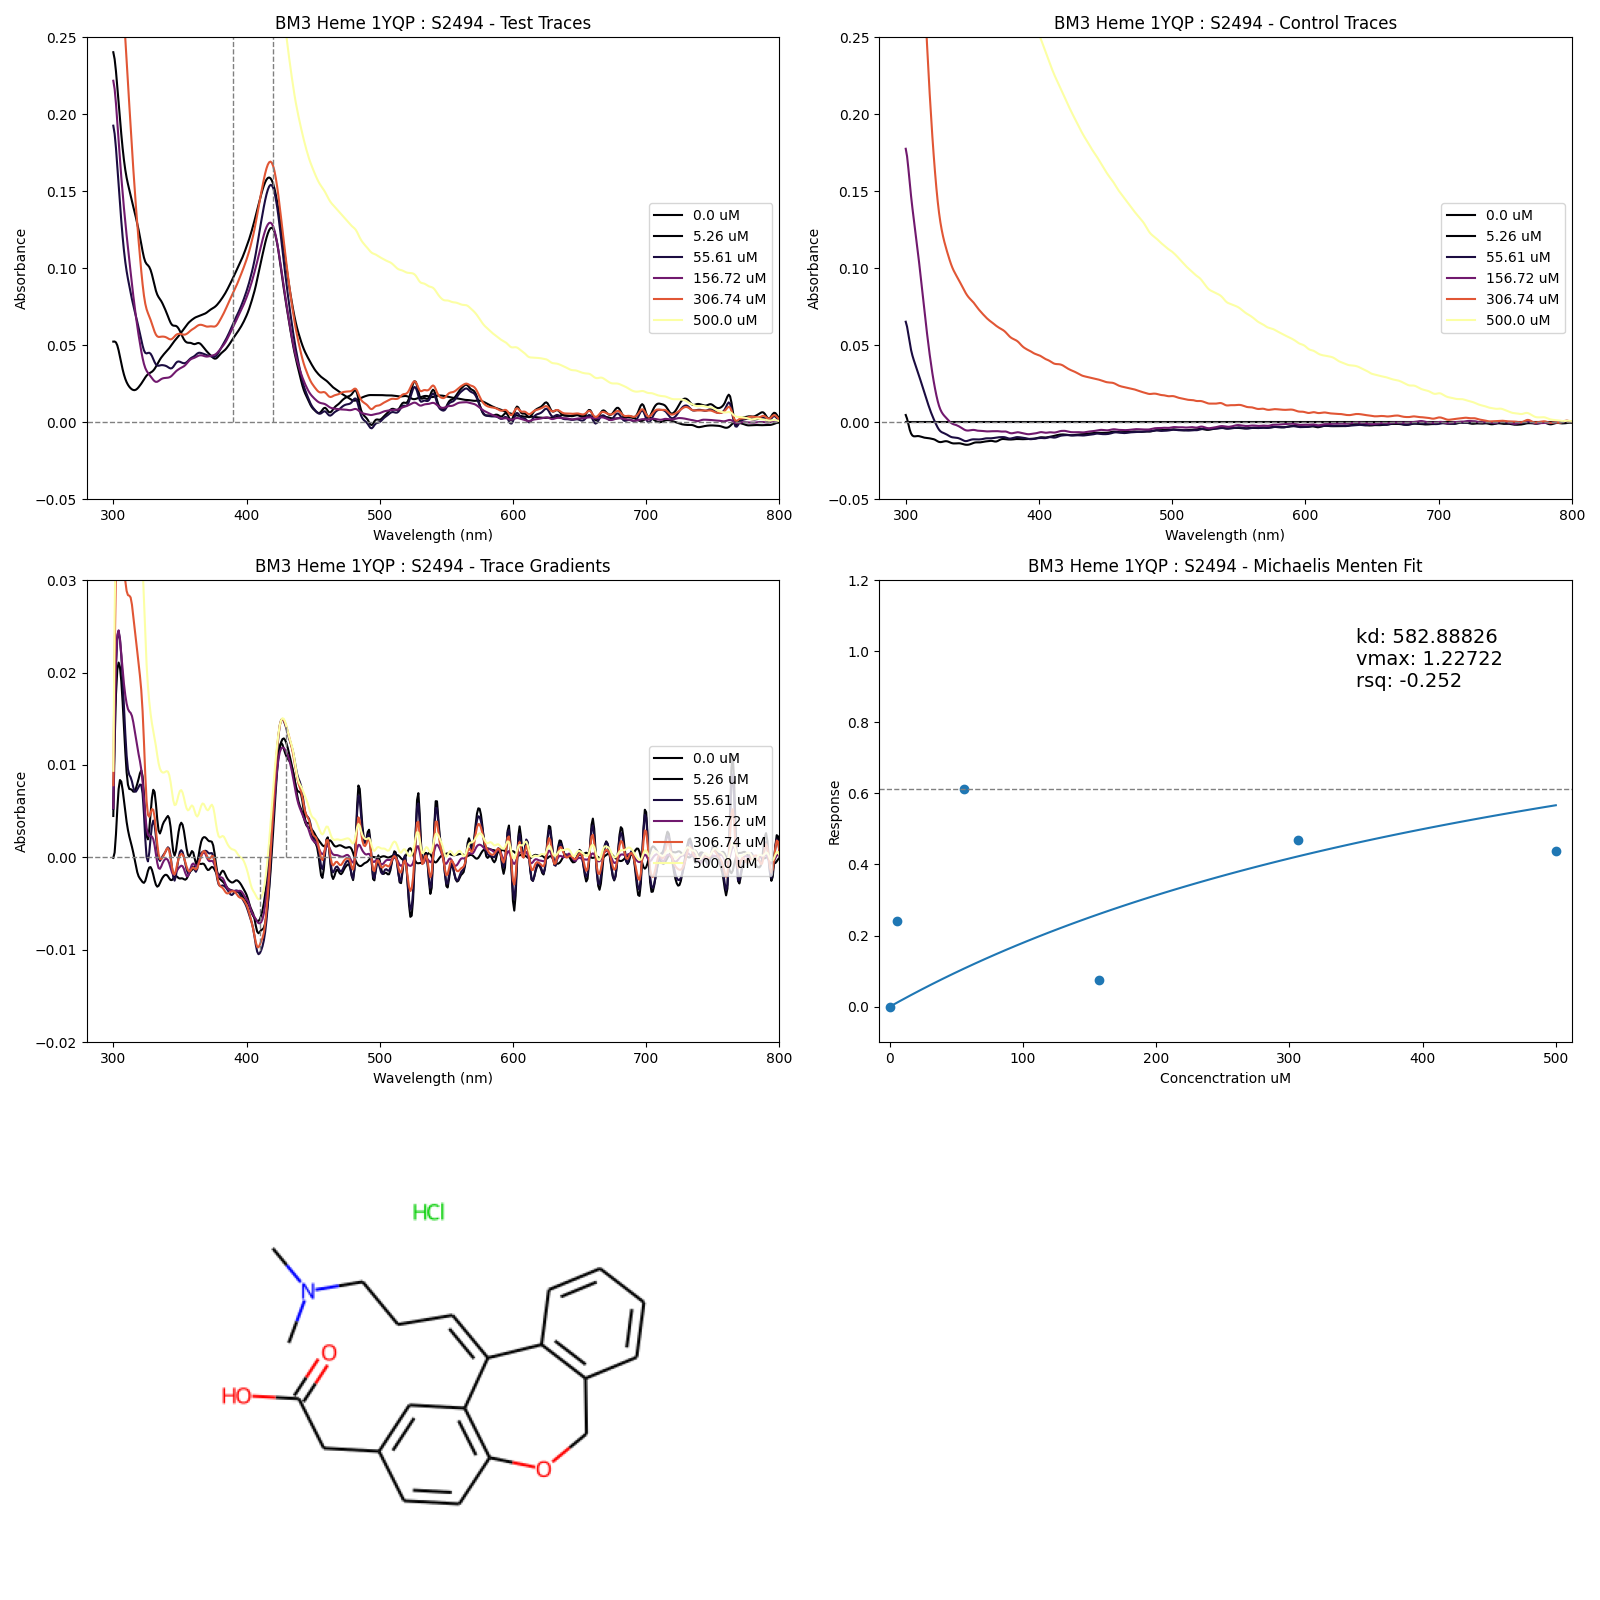 BM3 Heme 1YQP : S2494 - Test Traces
Absorbance
0.25
0.20
0.15
0.10
0.05
0.00
−0.05
300 400 500 600 700 800
Wavelength (nm)
0.0 uM
5.26 uM
55.61 uM
156.72 uM
306.74 uM
500.0 uM
BM3 Heme 1YQP : S2494 - Control Traces
Absorbance
0.25
0.20
0.15
0.10
0.05
0.00
−0.05
300 400 500 600 700 800
Wavelength (nm)
0.0 uM
5.26 uM
55.61 uM
156.72 uM
306.74 uM
500.0 uM
BM3 Heme 1YQP : S2494 - Trace Gradients
Absorbance
0.03
0.02
0.01
0.00
−0.01
−0.02
300 400 500 600 700 800
Wavelength (nm)
0.0 uM
5.26 uM
55.61 uM
156.72 uM
306.74 uM
500.0 uM
BM3 Heme 1YQP : S2494 - Michaelis Menten Fit
Response
1.2
1.0
0.8
0.6
0.4
0.2
0.0
0 100 200 300 400 500
Concenctration uM
kd: 582.88826
vmax: 1.22722
rsq: -0.252
HCl
N
O
HO
O